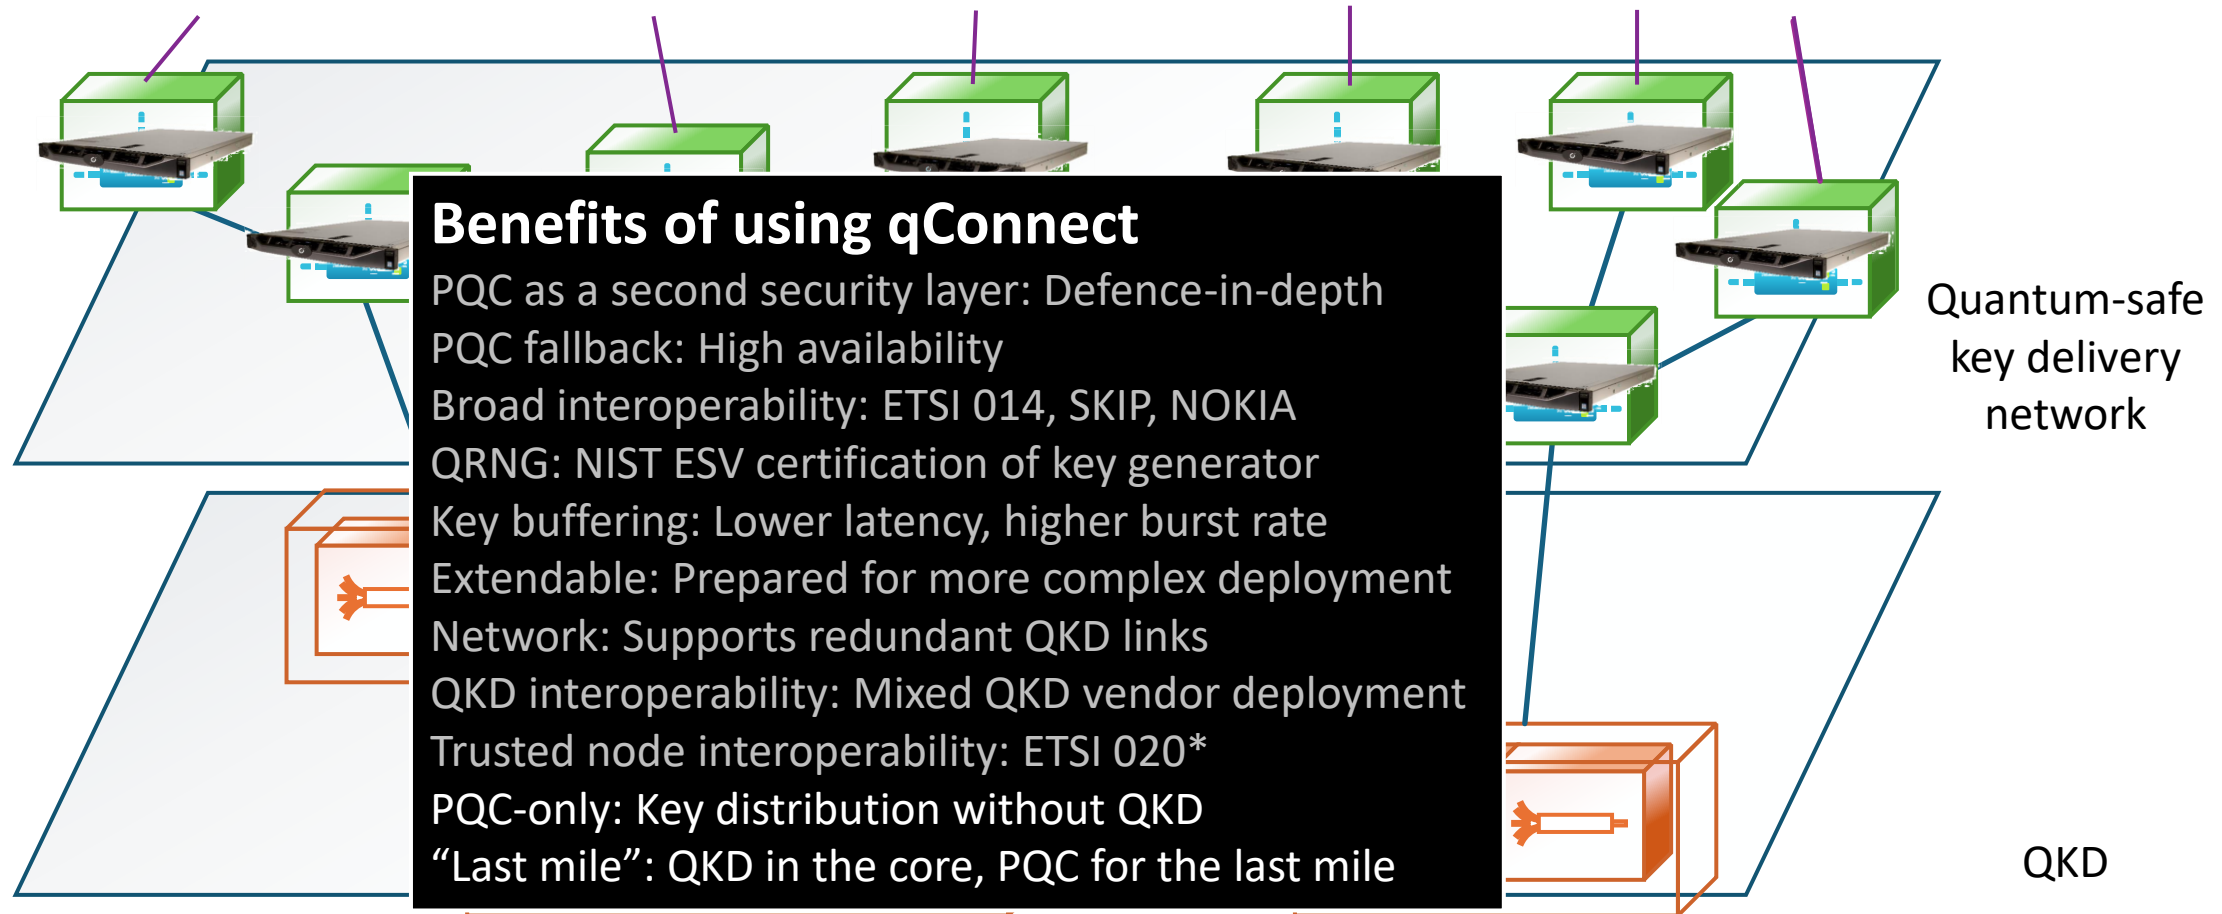 Benefits of using qConnect
PQC as a second security layer: Defence-in-depth
PQC fallback: High availability
Broad interoperability: ETSI 014, SKIP, NOKIA
QRNG: NIST ESV certification of key generator
Key buffering: Lower latency, higher burst rate
Extendable: Prepared for more complex deployment
Network: Supports redundant QKD links
QKD interoperability: Mixed QKD vendor deployment
Trusted node interoperability: ETSI 020*
PQC-only: Key distribution without QKD
“Last mile”: QKD in the core, PQC for the last mile
Quantum-safe
key delivery
network
QKD